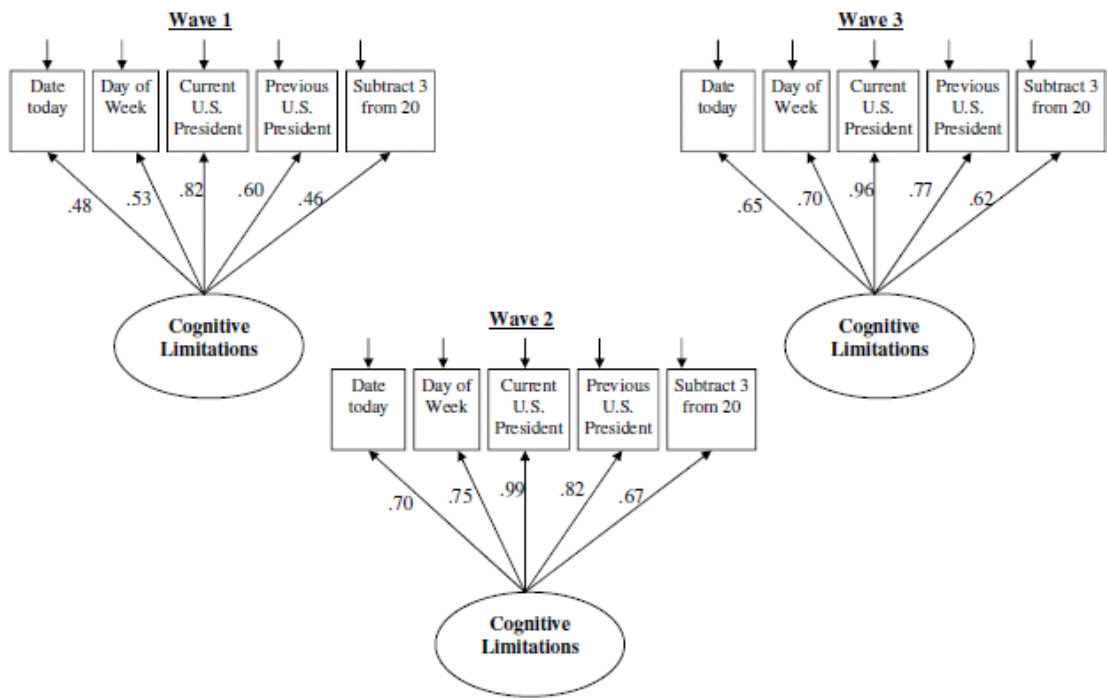 Wave 1
Date
today
Day of
Week
Current
U.S.
President
Previous
U.S.
President
Subtract 3
from 20
.48
.53
.82
.60
.46
Cognitive
Limitations
Wave 3
Date
today
Day of
Week
Current
U.S.
President
Previous
U.S.
President
Subtract 3
from 20
.65
.70
.96
.77
.62
Cognitive
Limitations
Wave 2
Date
today
Day of
Week
Current
U.S.
President
Previous
U.S.
President
Subtract 3
from 20
.70
.75
.99
.82
.67
Cognitive
Limitations